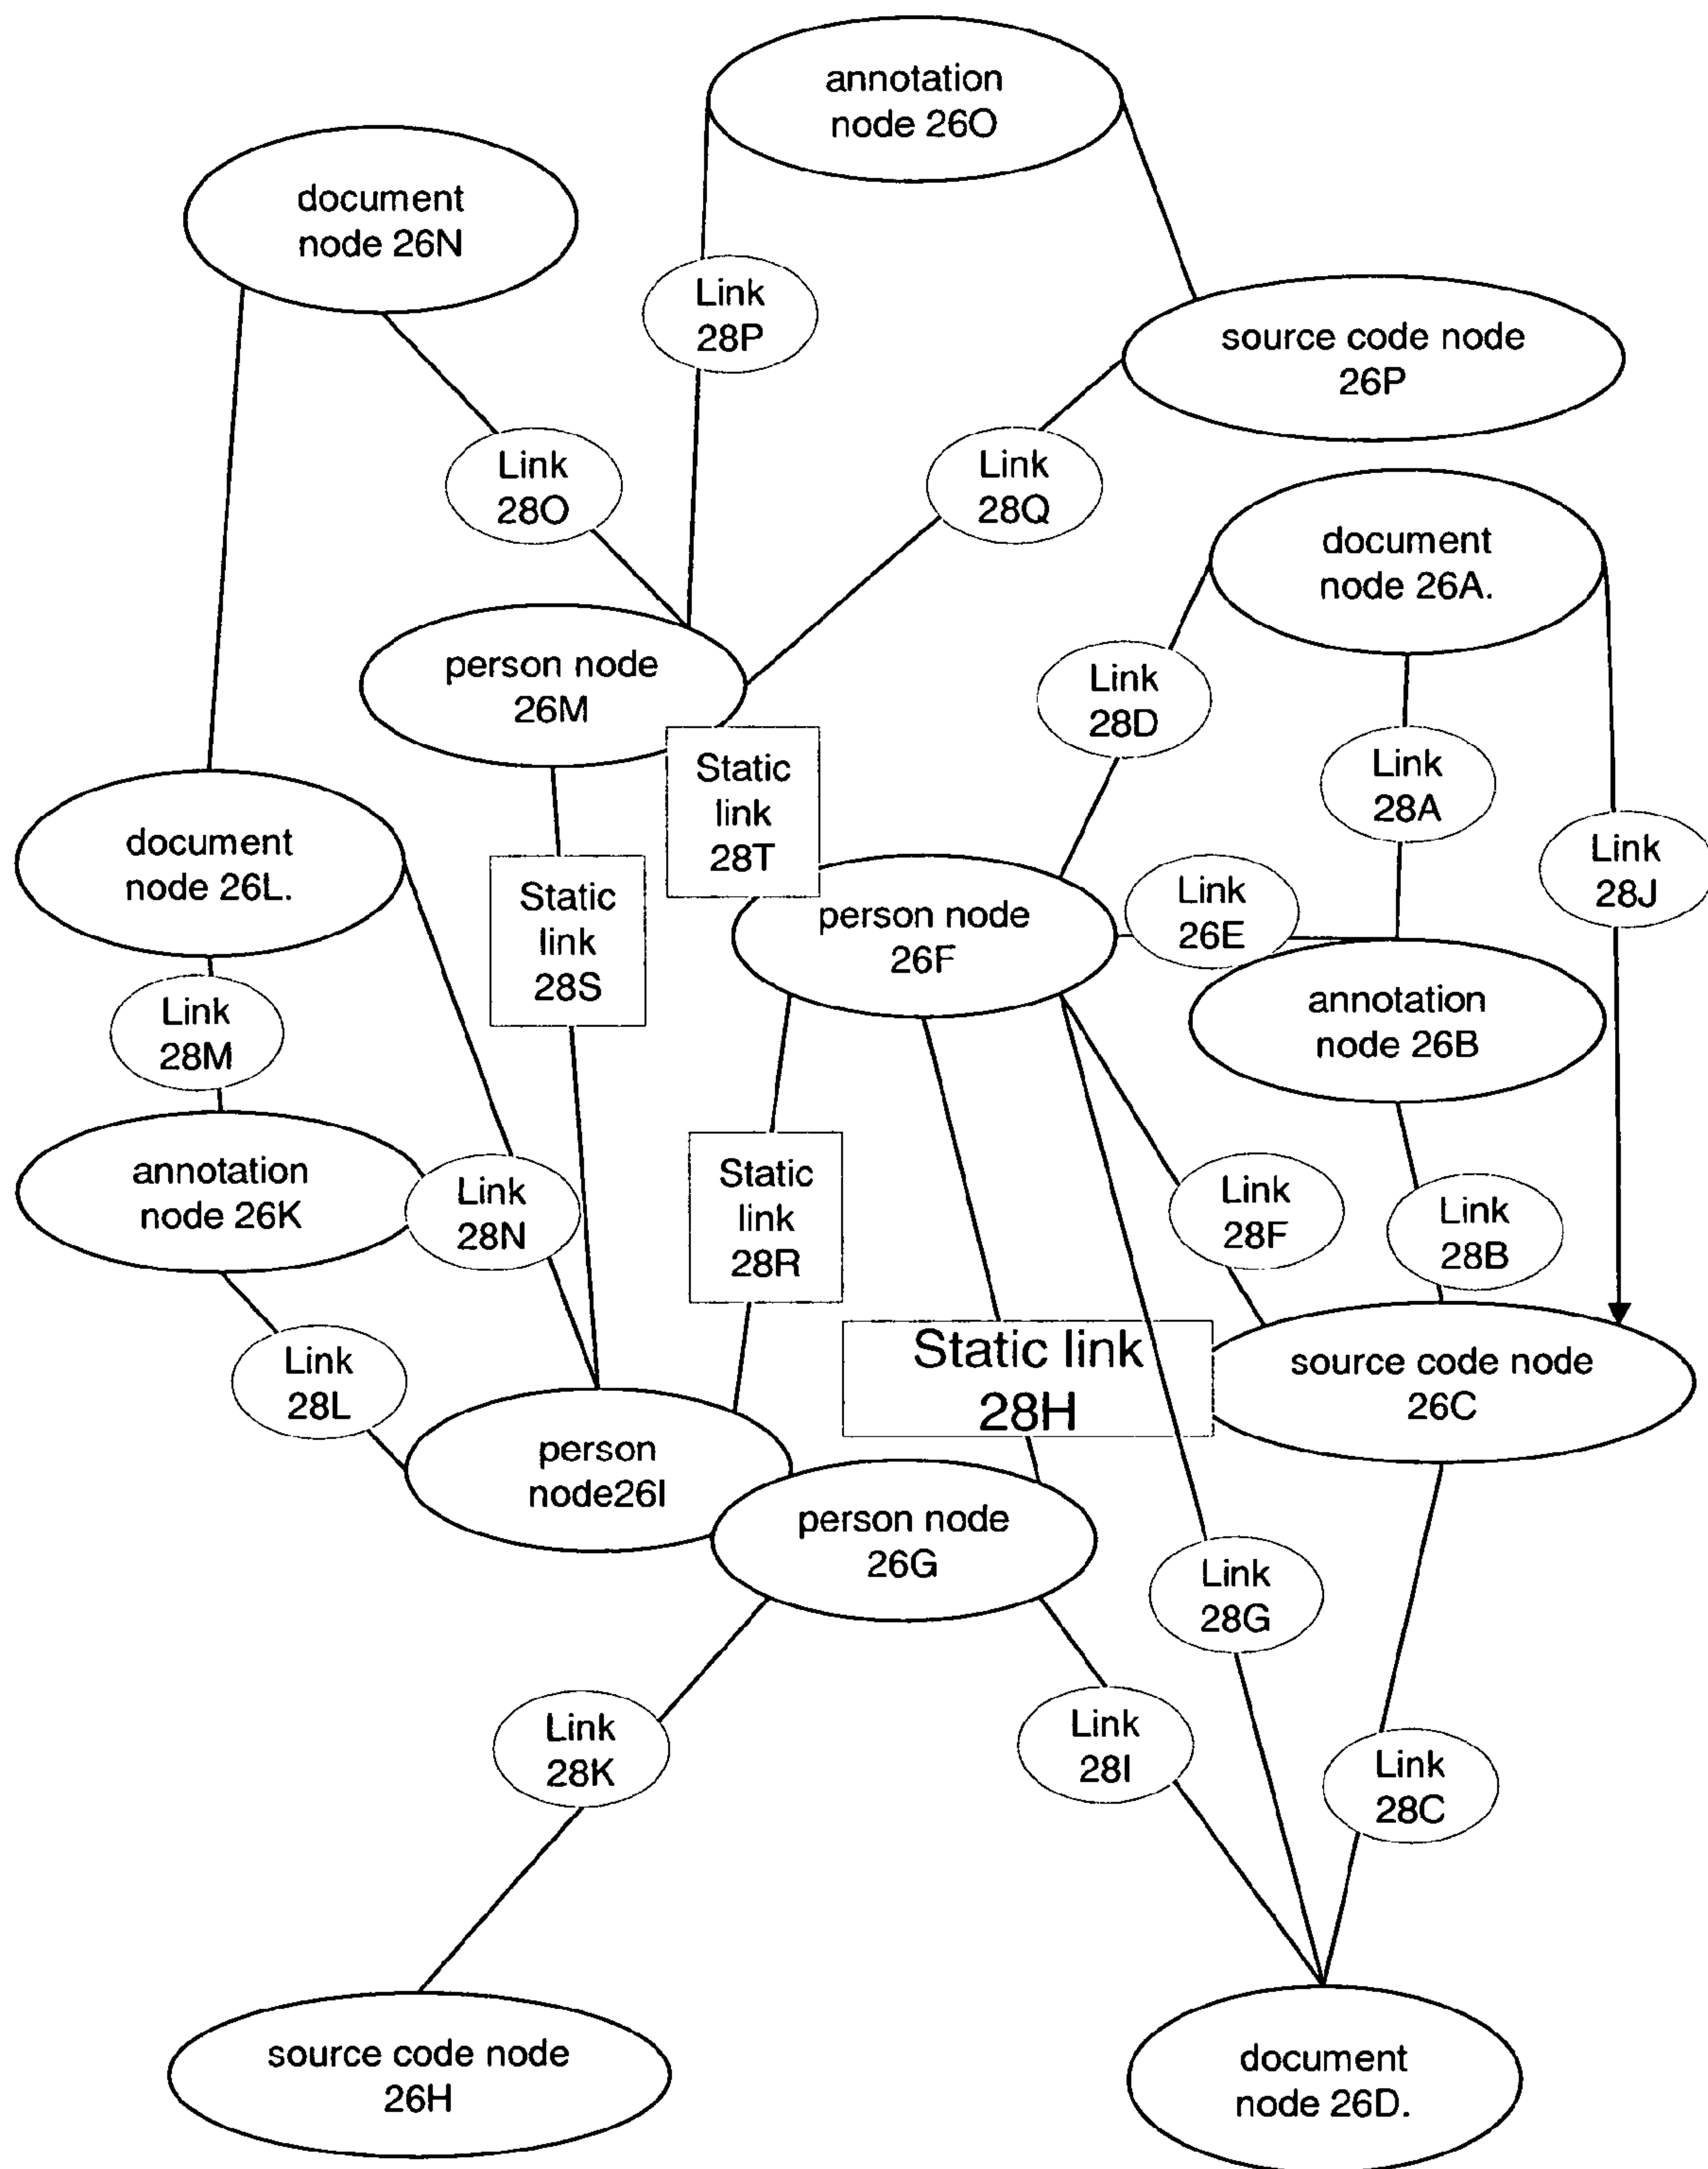 annotation
node 26O
document
node 26N
Link
28P
source code node
26P
Link
28O
Link
28Q
document
node 26A.
person node
26M
Link
28D
Static
link
28T
Link
28A
document
node 26L.
Link
28J
Static
link
28S
Link
26E
person node
26F
Link
28M
annotation
node 26B
annotation
node 26K
Link
28N
Static
link
28R
Link
28F
Link
28B
Static link
28H
Link
28L
source code node
26C
person
node26I
person node
26G
Link
28G
Link
28K
Link
28I
Link
28C
source code node
26H
document
node 26D.